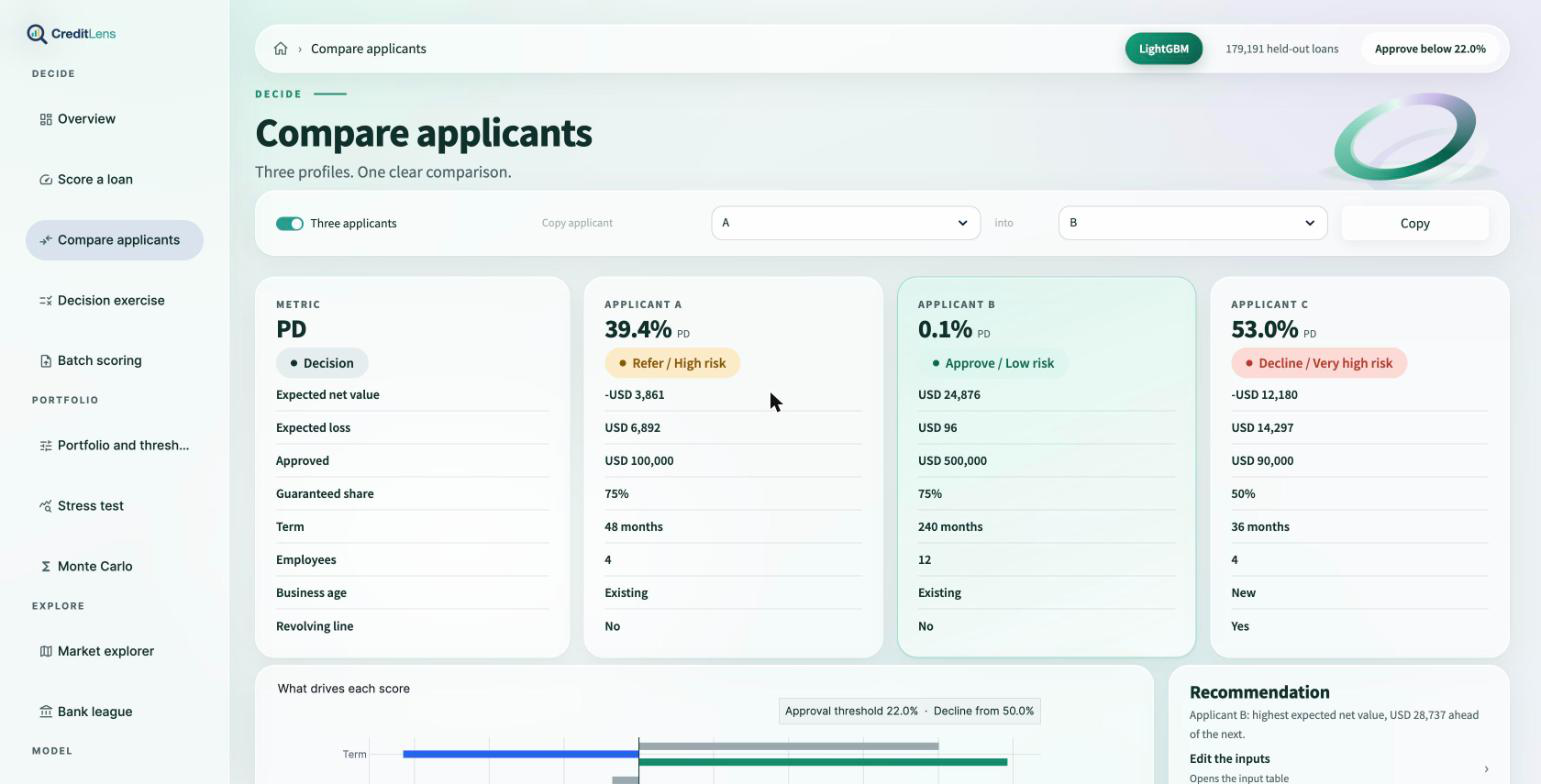 CreditLens
DECIDE
Overview
Score a loan
Compare applicants
Decision exercise
Batch scoring
PORTFOLIO
Portfolio and thresh...
Stress test
Monte Carlo
EXPLORE
Market explorer
Bank league
MODEL
› Compare applicants
LightGBM
179,191 held-out loans
Approve below 22.0%
DECIDE
Compare applicants
Three profiles. One clear comparison.
Three applicants
Copy applicant
A
into
B
Copy
METRIC
PD
Decision
Expected net value
Expected loss
Approved
Guaranteed share
Term
Employees
Business age
Revolving line
APPLICANT A
39.4% PD
Refer / High risk
-USD 3,861
USD 6,892
USD 100,000
75%
48 months
4
Existing
No
APPLICANT B
0.1% PD
Approve / Low risk
USD 24,876
USD 96
USD 500,000
75%
240 months
12
Existing
No
APPLICANT C
53.0% PD
Decline / Very high risk
-USD 12,180
USD 14,297
USD 90,000
50%
36 months
4
New
Yes
What drives each score
Approval threshold 22.0% · Decline from 50.0%
Term
Recommendation
Applicant B: highest expected net value, USD 28,737 ahead
of the next.
Edit the inputs
Opens the input table
›